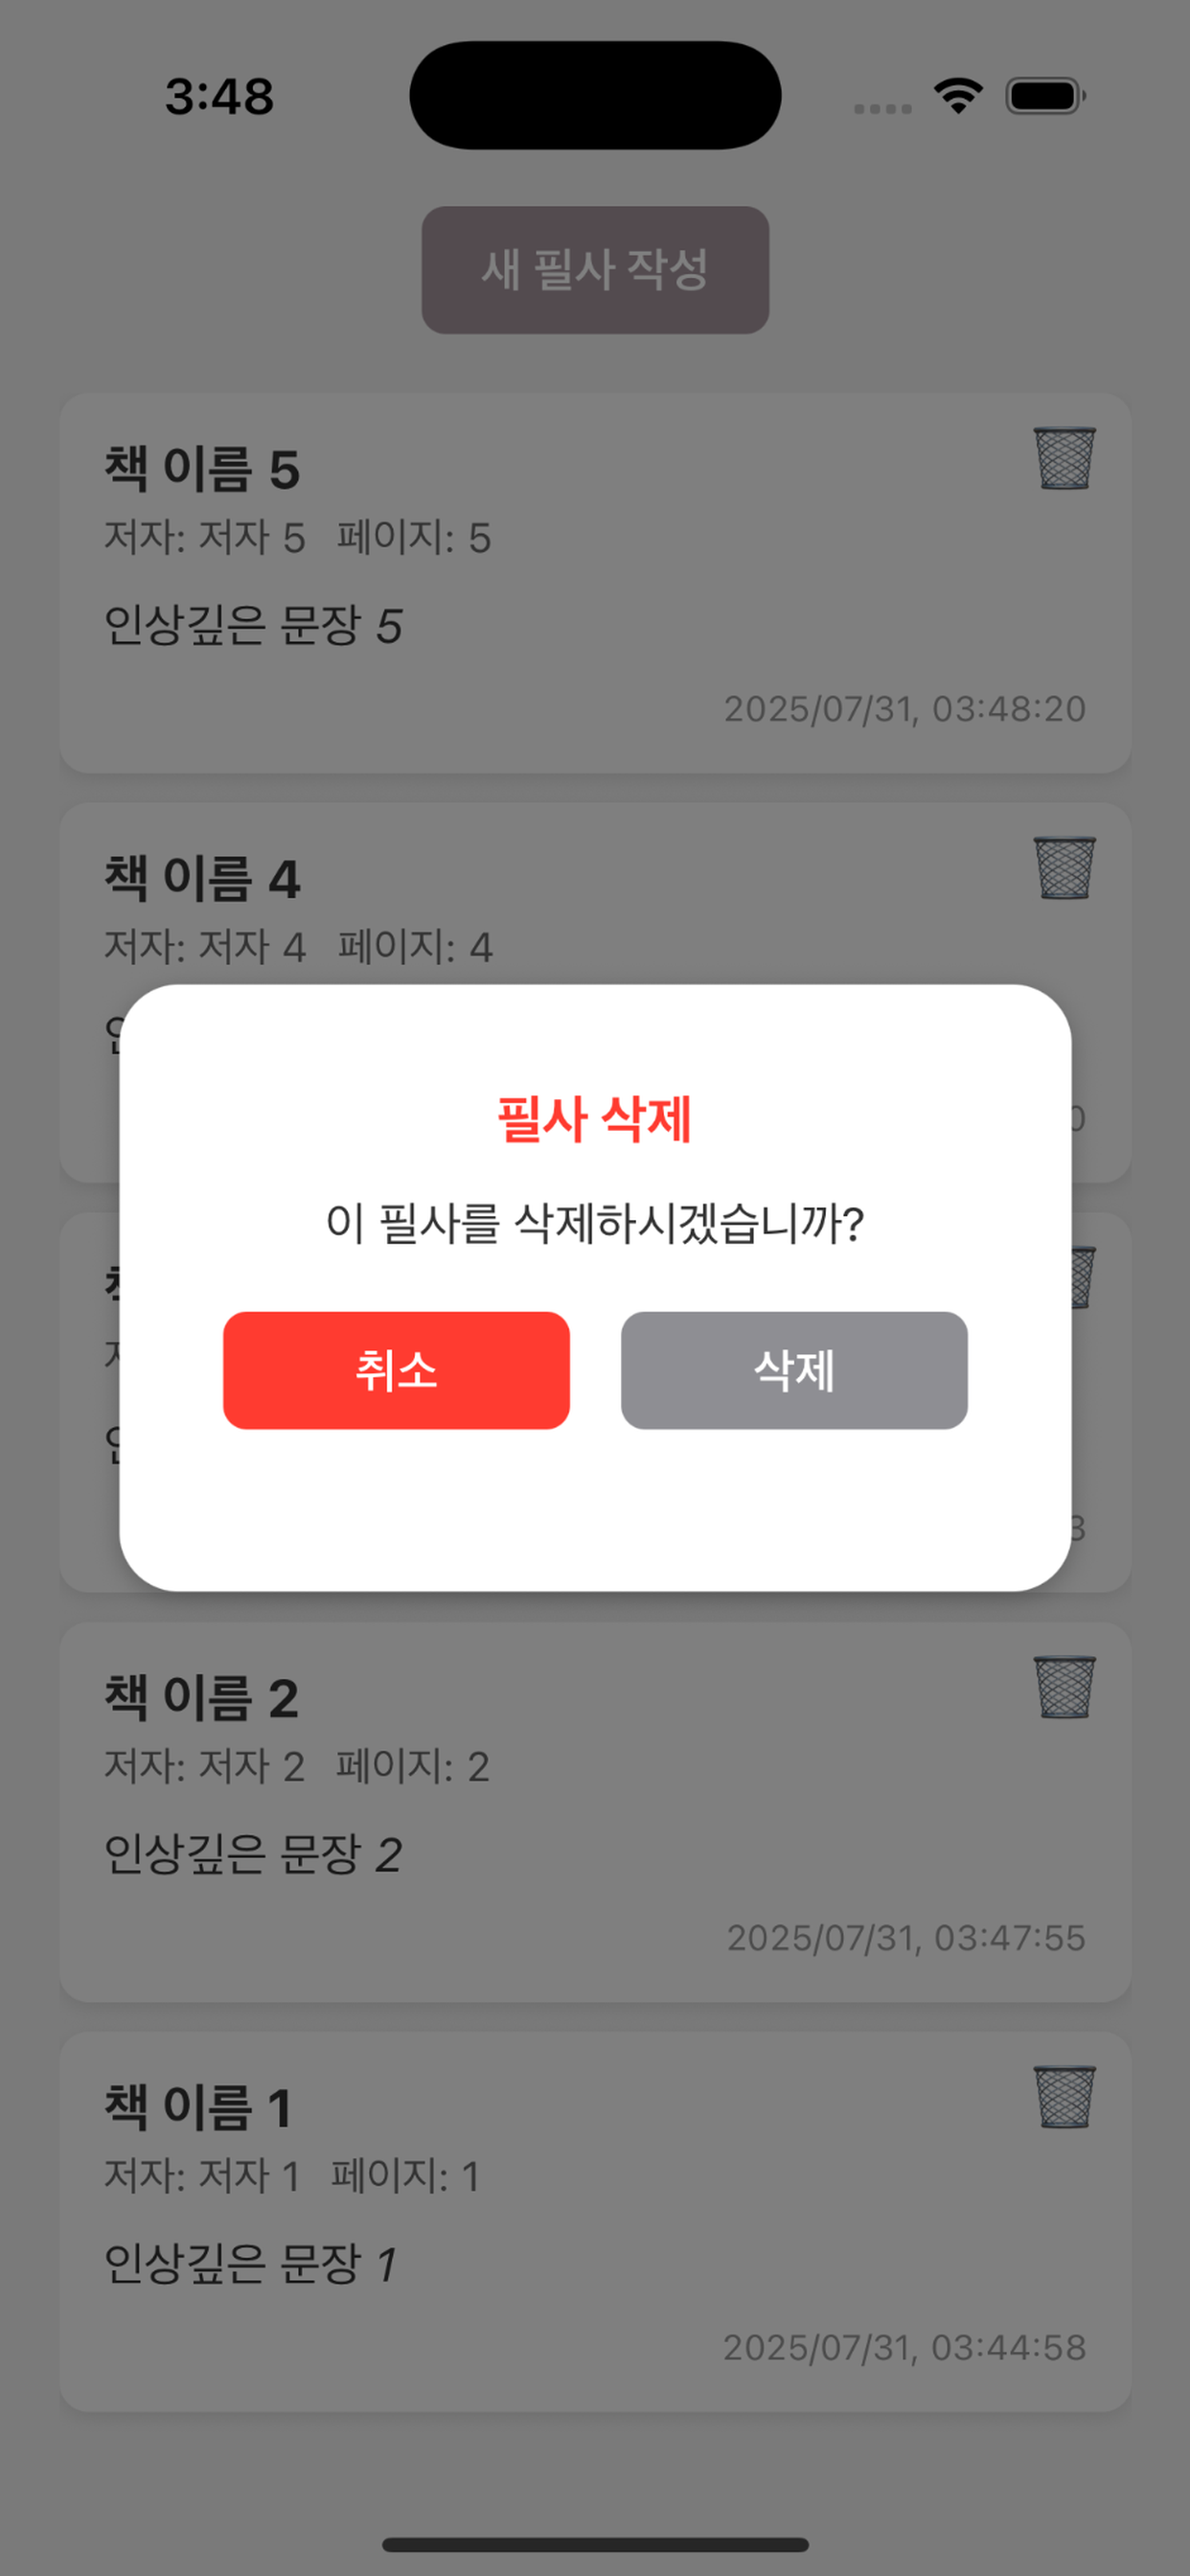 3:48
새 필사 작성
책 이름 5
저자: 저자 5 페이지: 5
인상깊은 문장 5
2025/07/31, 03:48:20
책 이름 4
저자: 저자 4 페이지: 4
필사 삭제
이 필사를 삭제하시겠습니까?
취소 삭제
책 이름 2
저자: 저자 2 페이지: 2
인상깊은 문장 2
2025/07/31, 03:47:55
책 이름 1
저자: 저자 1 페이지: 1
인상깊은 문장 1
2025/07/31, 03:44:58